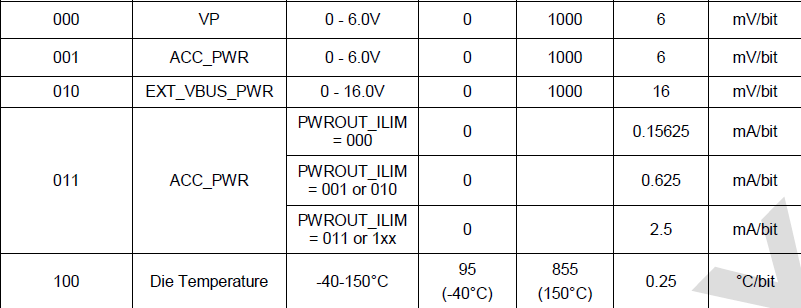 000 VP 0 - 6.0V 0 1000 6 mV/bit
001 ACC_PWR 0 - 6.0V 0 1000 6 mV/bit
010 EXT_VBUS_PWR 0 - 16.0V 0 1000 16 mV/bit
011 ACC_PWR
PWROUT_ILIM
= 000
0 0.15625 mA/bit
PWROUT_ILIM
= 001 or 010
0 0.625 mA/bit
PWROUT_ILIM
= 011 or 1xx
0 2.5 mA/bit
100 Die Temperature -40-150°C
95
(-40°C)
855
(150°C)
0.25 °C/bit